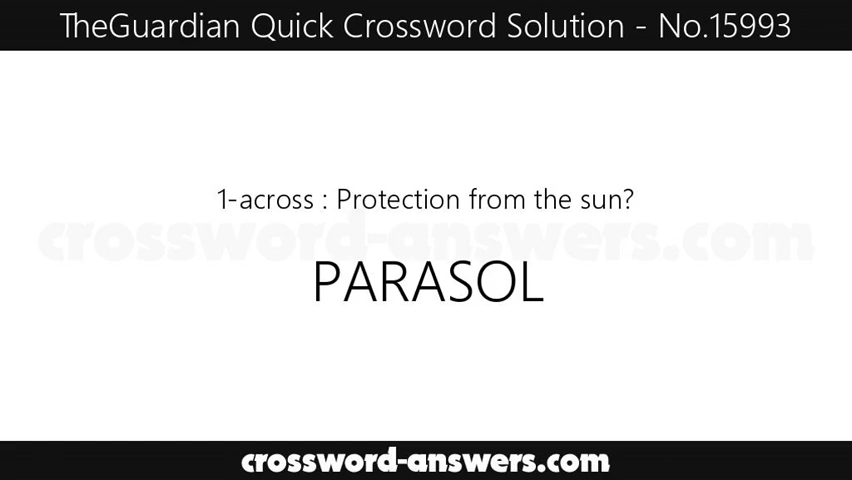 TheGuardian Quick Crossword Solution - No.15993
1-across : Protection from the sun?
crossword-answers.com
PARASOL
crossword-answers.com